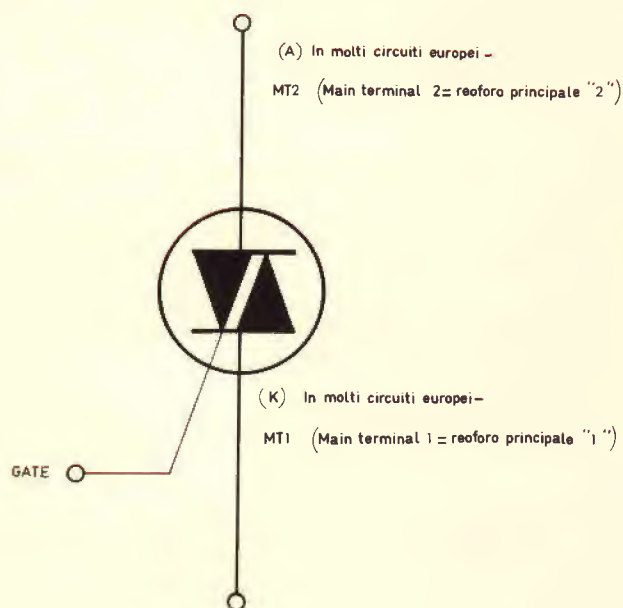 (A) In molti circuiti europei –
MT2 (Main terminal 2 = reoforo principale "2")
(K) In molti circuiti europei –
MT1 (Main terminal 1 = reoforo principale "1")
GATE